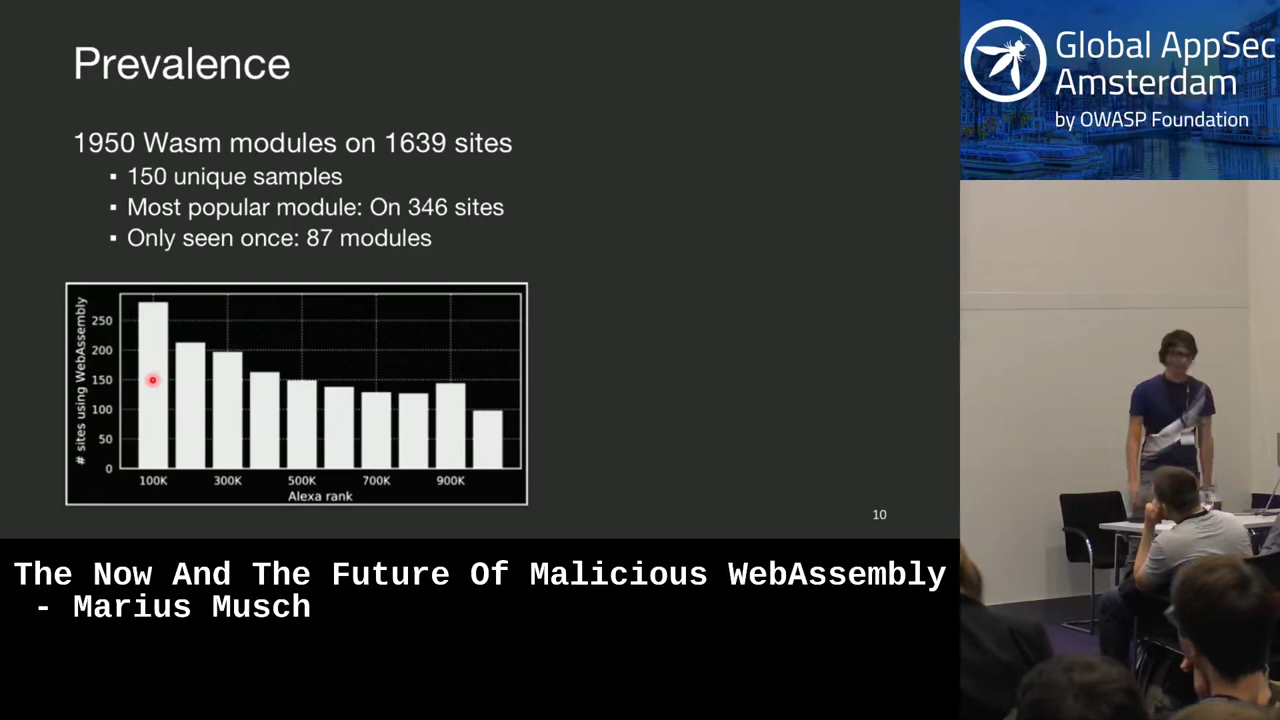 Prevalence
1950 Wasm modules on 1639 sites
▪ 150 unique samples
▪ Most popular module: On 346 sites
▪ Only seen once: 87 modules
# sites using WebAssembly
250
200
150
100
50
0
100K 300K 500K 700K 900K
Alexa rank
10
Global AppSec
Amsterdam
by OWASP Foundation
The Now And The Future Of Malicious WebAssembly
- Marius Musch